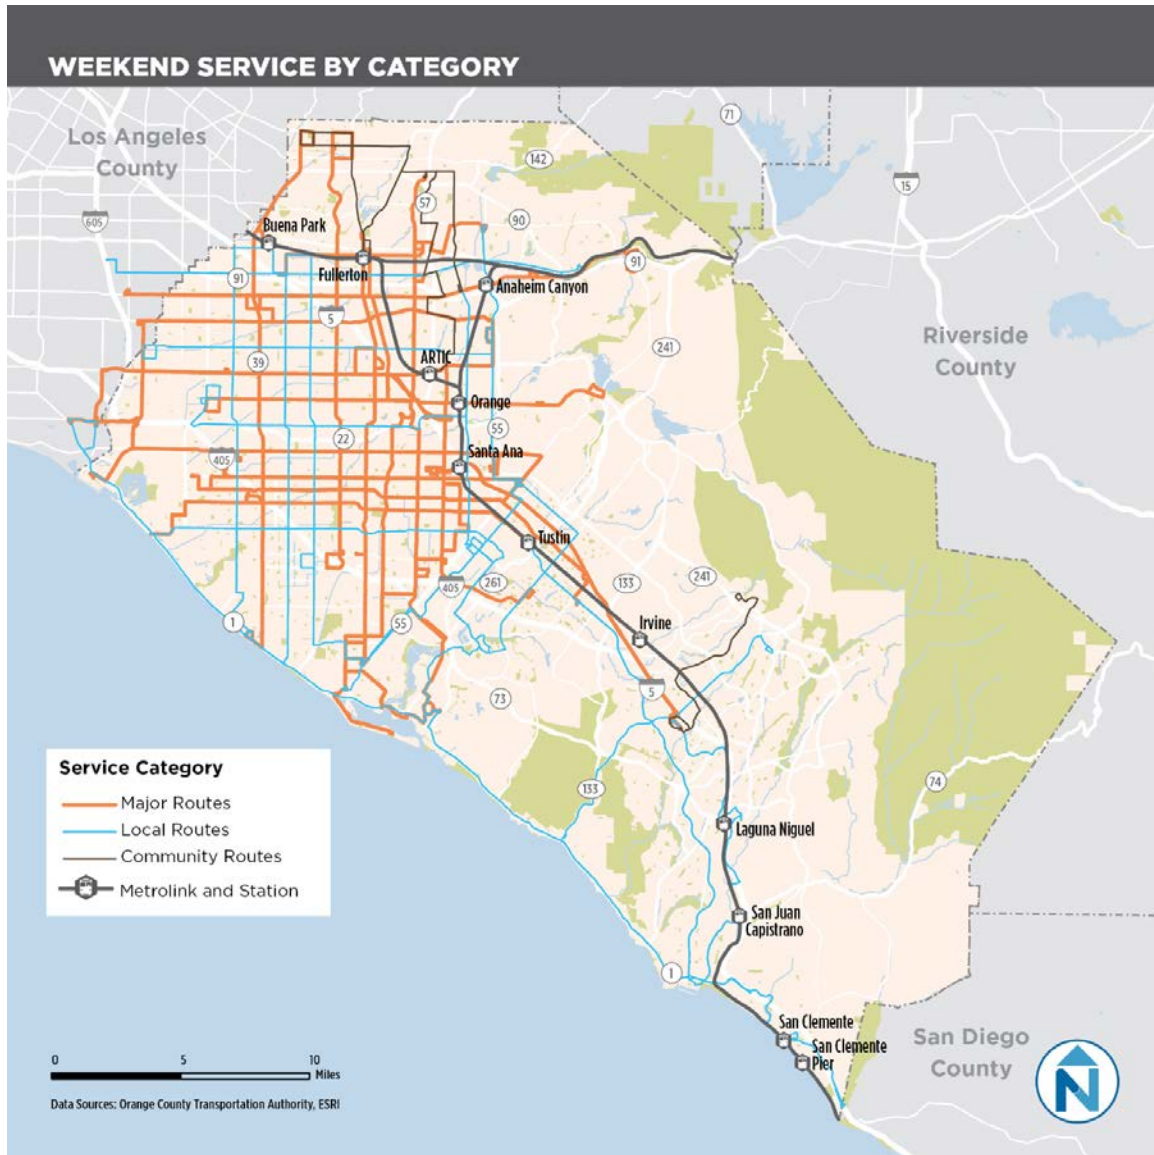 WEEKEND SERVICE BY CATEGORY
Los Angeles
County
71
142
15
57
605
90
Buena Park
91
Fullerton
91
Anaheim Canyon
5
Riverside
County
241
ARTIC
39
Orange
55
22
Santa Ana
405
Tustin
261
133
241
405
1
55
Irvine
5
73
Service Category
Major Routes
Local Routes
Community Routes
Metrolink and Station
133
74
Laguna Niguel
San Juan
Capistrano
1
San Clemente
San Clemente
Pier
San Diego
County
N
0 5 10
Miles
Data Sources: Orange County Transportation Authority, ESRI